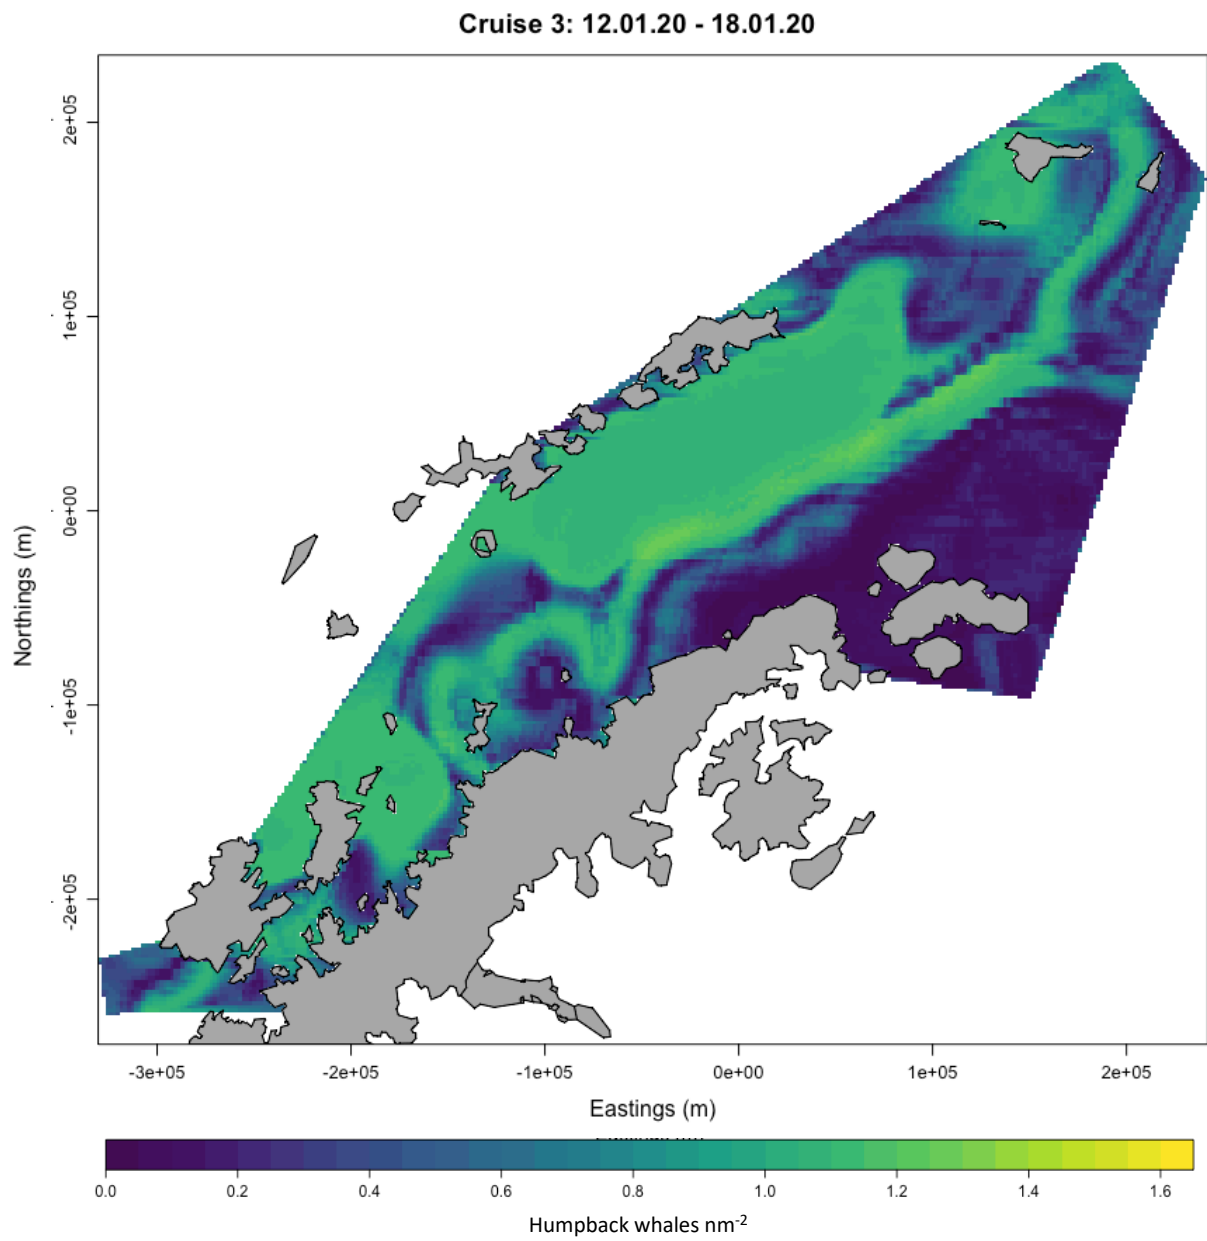 Cruise 3: 12.01.20 - 18.01.20
2e+05
1e+05
0e+00
-1e+05
-2e+05
Northings (m)
-3e+05 -2e+05 -1e+05 0e+00 1e+05 2e+05
Eastings (m)
0.0 0.2 0.4 0.6 0.8 1.0 1.2 1.4 1.6
Humpback whales nm⁻²